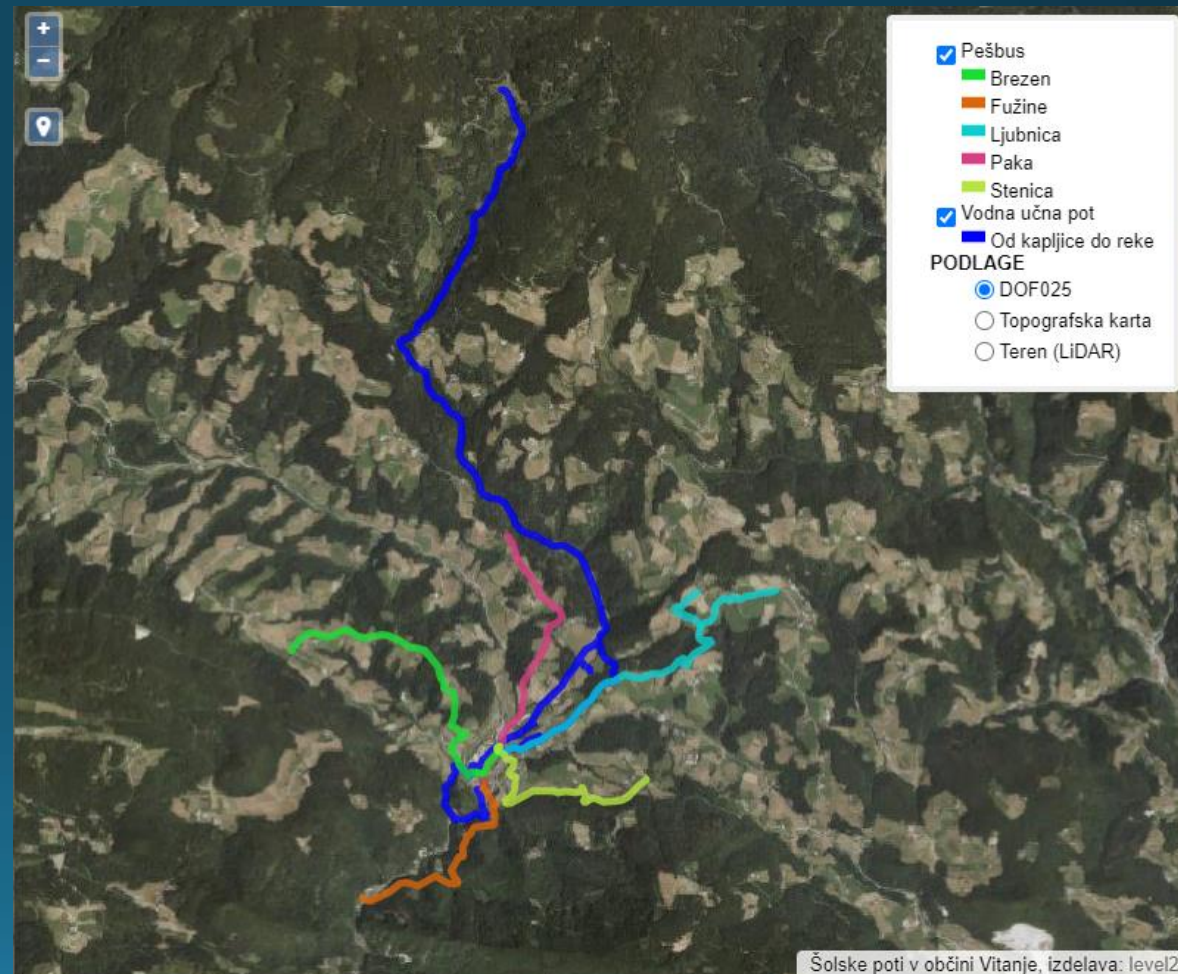 +
−
Pešbus
Brezen
Fužine
Ljubnica
Paka
Stenica
Vodna učna pot
Od kapljice do reke
PODLAGE
DOF025
Topografska karta
Teren (LiDAR)
Šolske poti v občini Vitanje, izdelava: level2